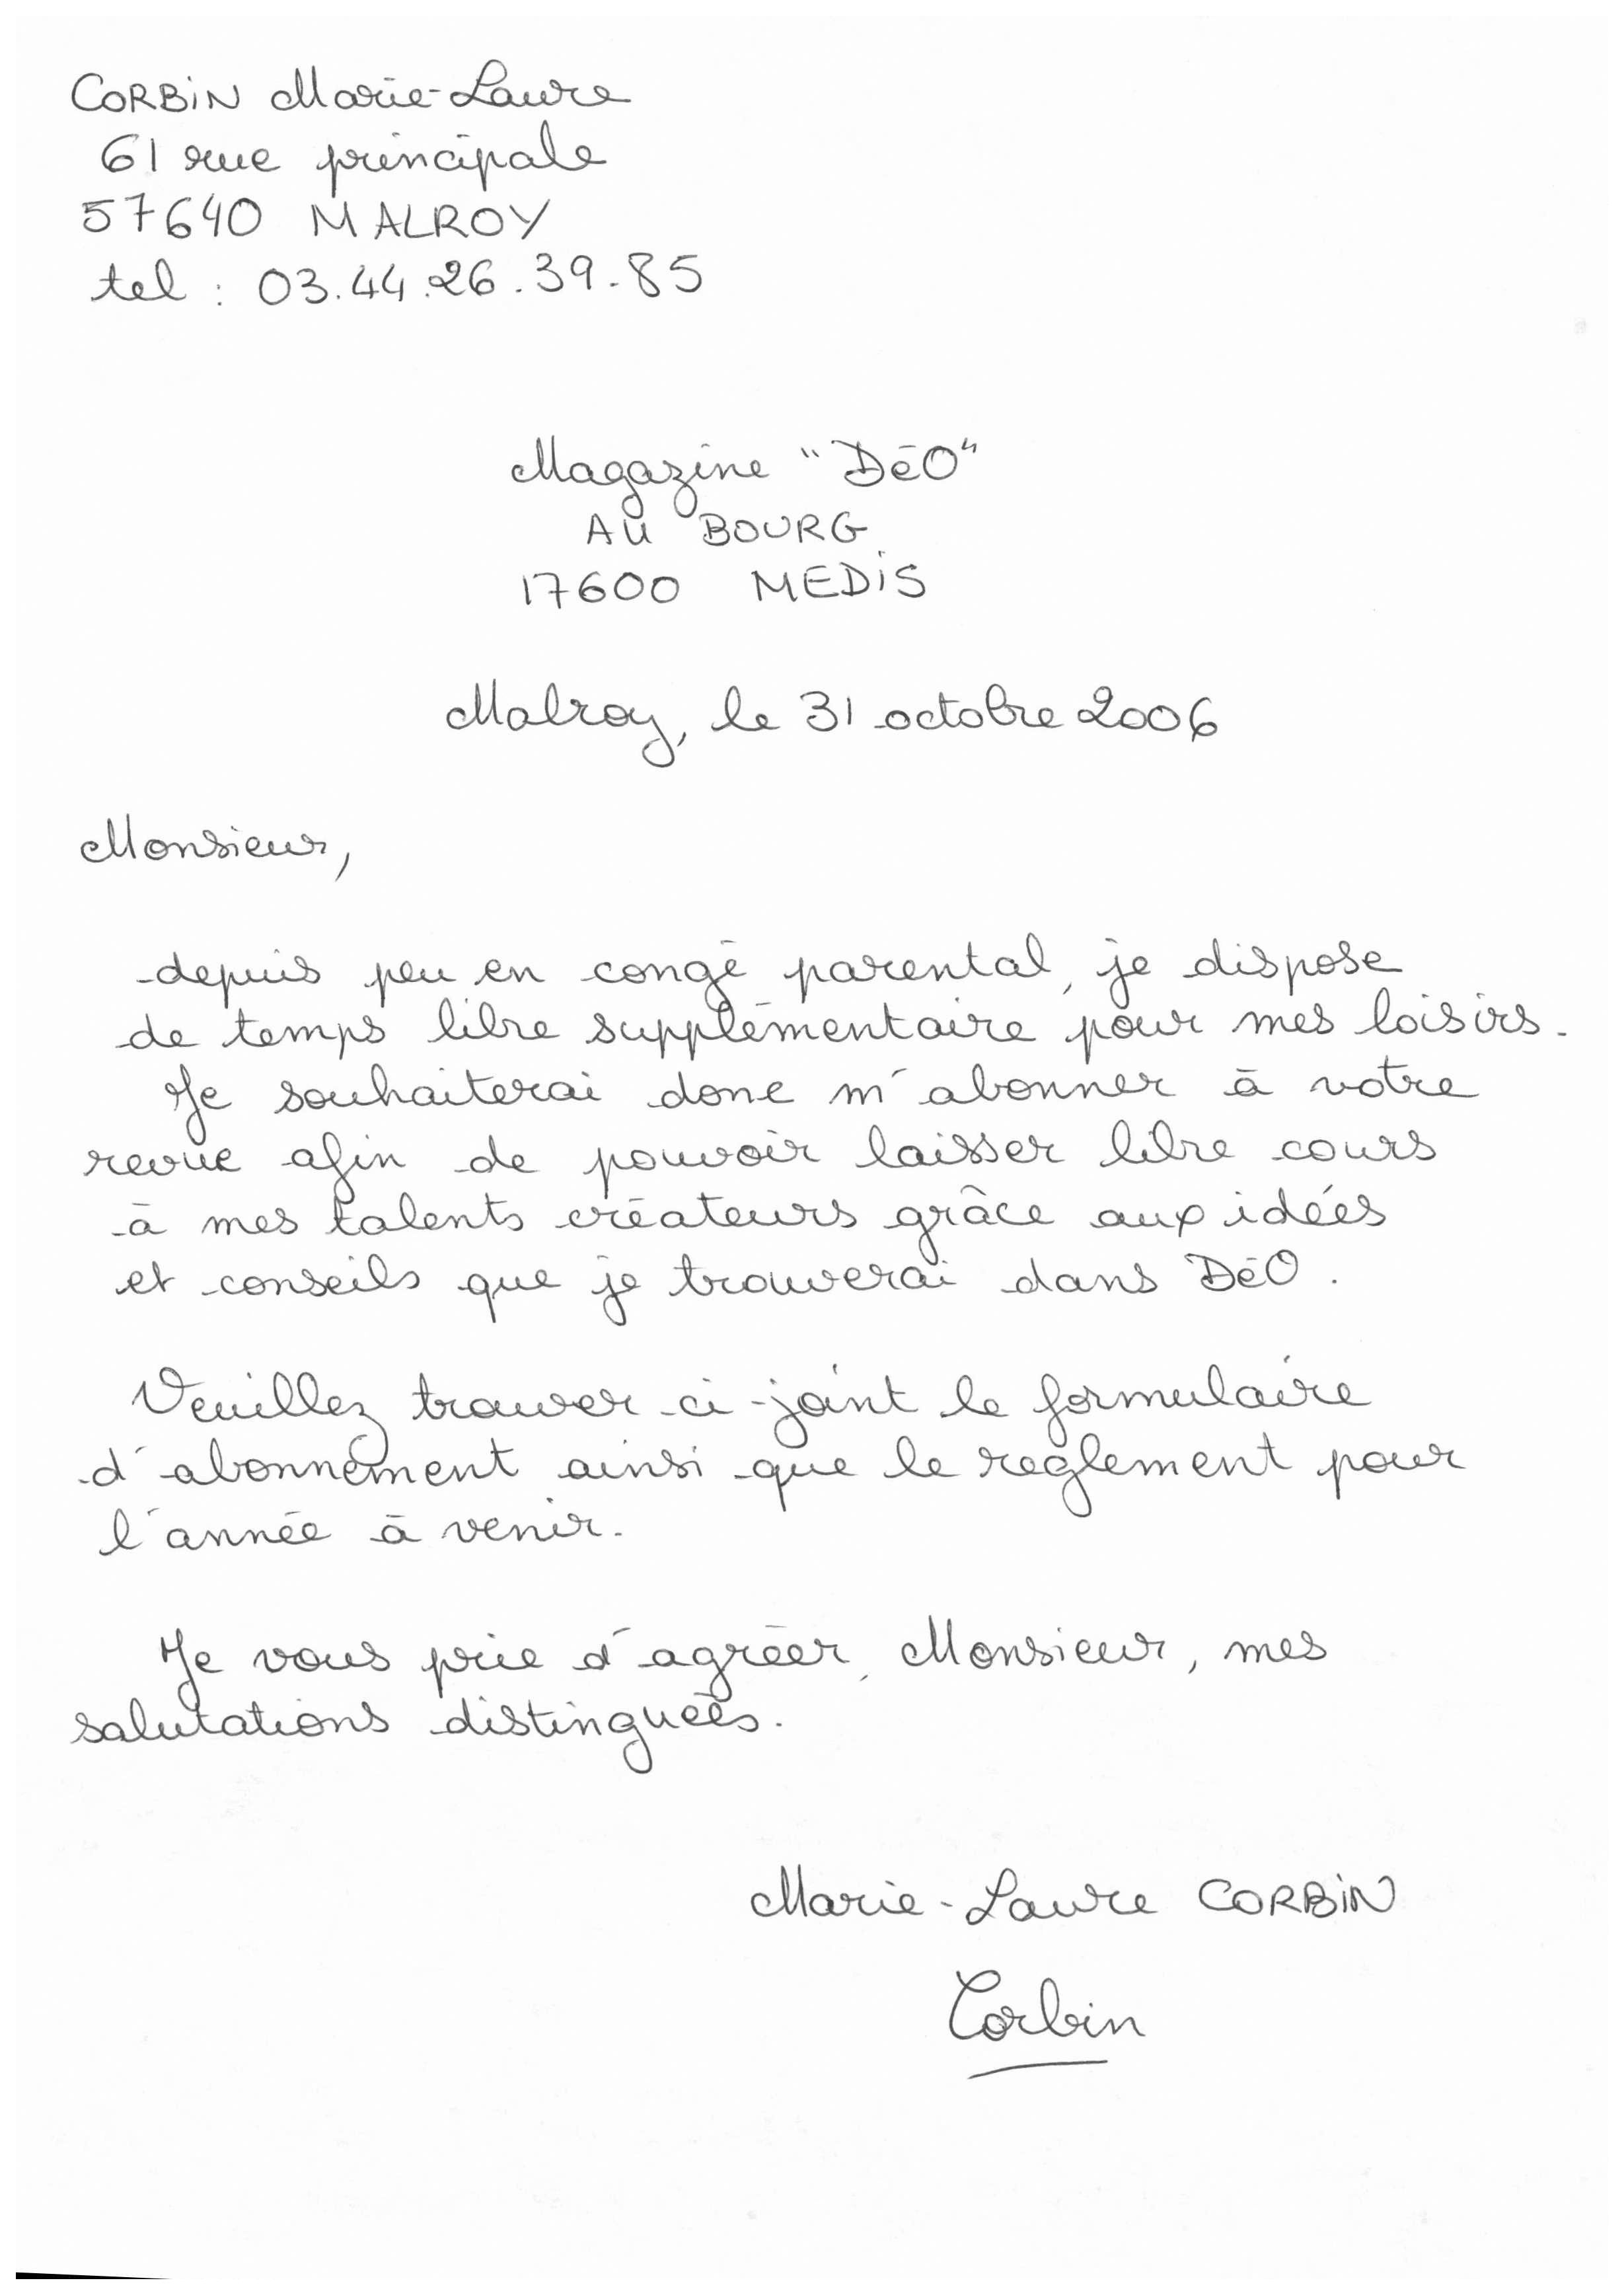 CORBIN Marie-Laure
61 rue principale
57640 MALROY
tel : 03.44.26.39.85
Magazine "DéO"
AU BOURG
17600 MEDIS
Malroy, le 31 octobre 2006
Monsieur,
depuis peu en congé parental, je dispose
de temps libre supplémentaire pour mes loisirs.
Je souhaiterai donc m'abonner à votre
revue afin de pouvoir laisser libre cours
à mes talents créateurs grâce aux idées
et conseils que je trouverai dans DéO.
Veuillez trouver ci-joint le formulaire
d'abonnement ainsi que le reglement pour
l'année à venir.
Je vous prie d'agréer, Monsieur, mes
salutations distinguées.
Marie-Laure CORBIN
Corbin